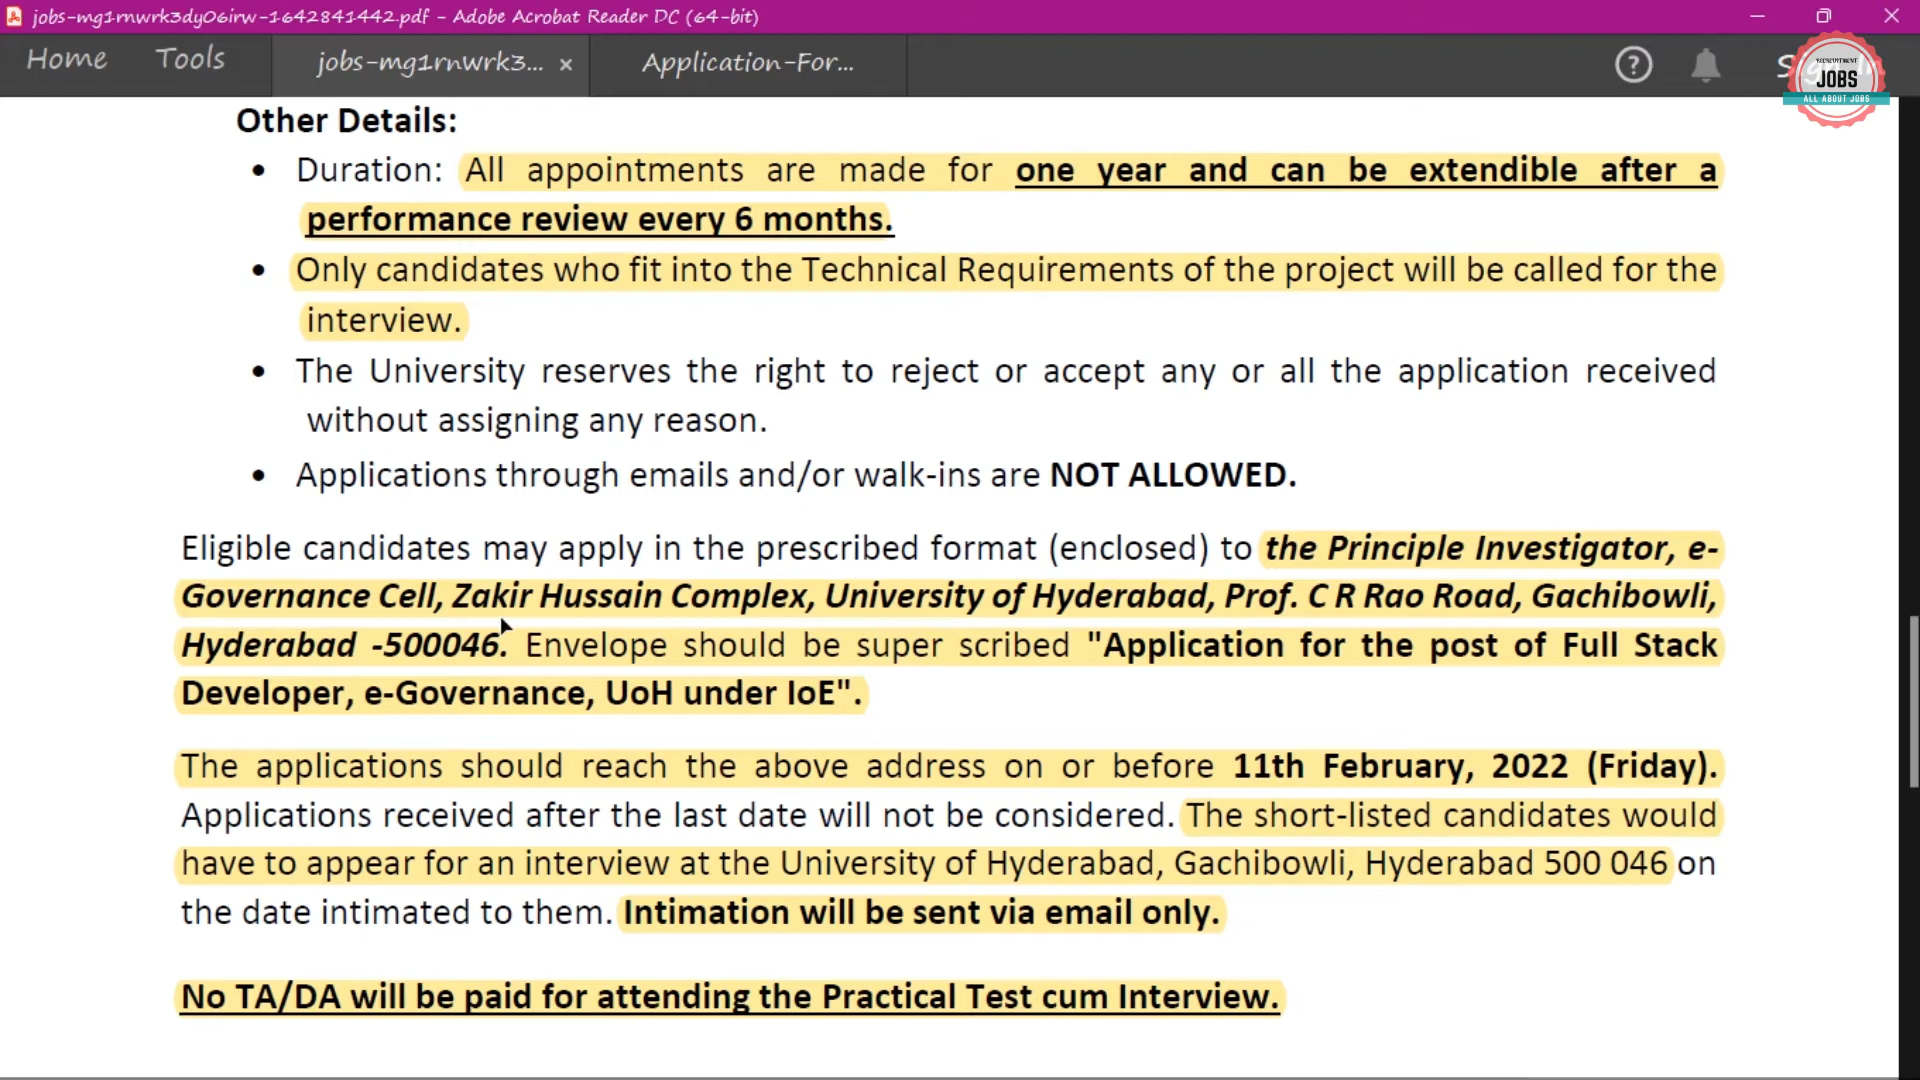 jobs-mg1rnwrk3dy06irw-1642841442.pdf - Adobe Acrobat Reader DC (64-bit)
Home Tools jobs-mg1rnwrk3... × Application-For...
RECRUITMENT
JOBS
ALL ABOUT JOBS
Other Details:
• Duration: All appointments are made for one year and can be extendible after a
performance review every 6 months.
• Only candidates who fit into the Technical Requirements of the project will be called for the
interview.
• The University reserves the right to reject or accept any or all the application received
without assigning any reason.
• Applications through emails and/or walk-ins are NOT ALLOWED.
Eligible candidates may apply in the prescribed format (enclosed) to the Principle Investigator, e-
Governance Cell, Zakir Hussain Complex, University of Hyderabad, Prof. C R Rao Road, Gachibowli,
Hyderabad -500046. Envelope should be super scribed "Application for the post of Full Stack
Developer, e-Governance, UoH under IoE".
The applications should reach the above address on or before 11th February, 2022 (Friday).
Applications received after the last date will not be considered. The short-listed candidates would
have to appear for an interview at the University of Hyderabad, Gachibowli, Hyderabad 500 046 on
the date intimated to them. Intimation will be sent via email only.
No TA/DA will be paid for attending the Practical Test cum Interview.